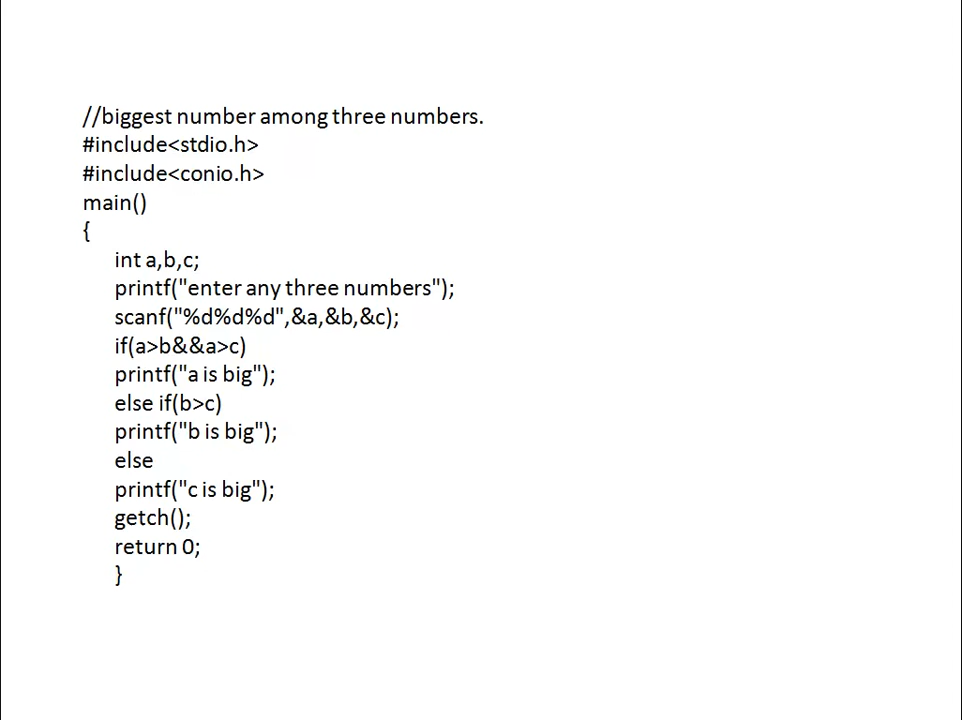 //biggest number among three numbers.
#include<stdio.h>
#include<conio.h>
main()
{
int a,b,c;
printf("enter any three numbers");
scanf("%d%d%d",&a,&b,&c);
if(a>b&&a>c)
printf("a is big");
else if(b>c)
printf("b is big");
else
printf("c is big");
getch();
return 0;
}